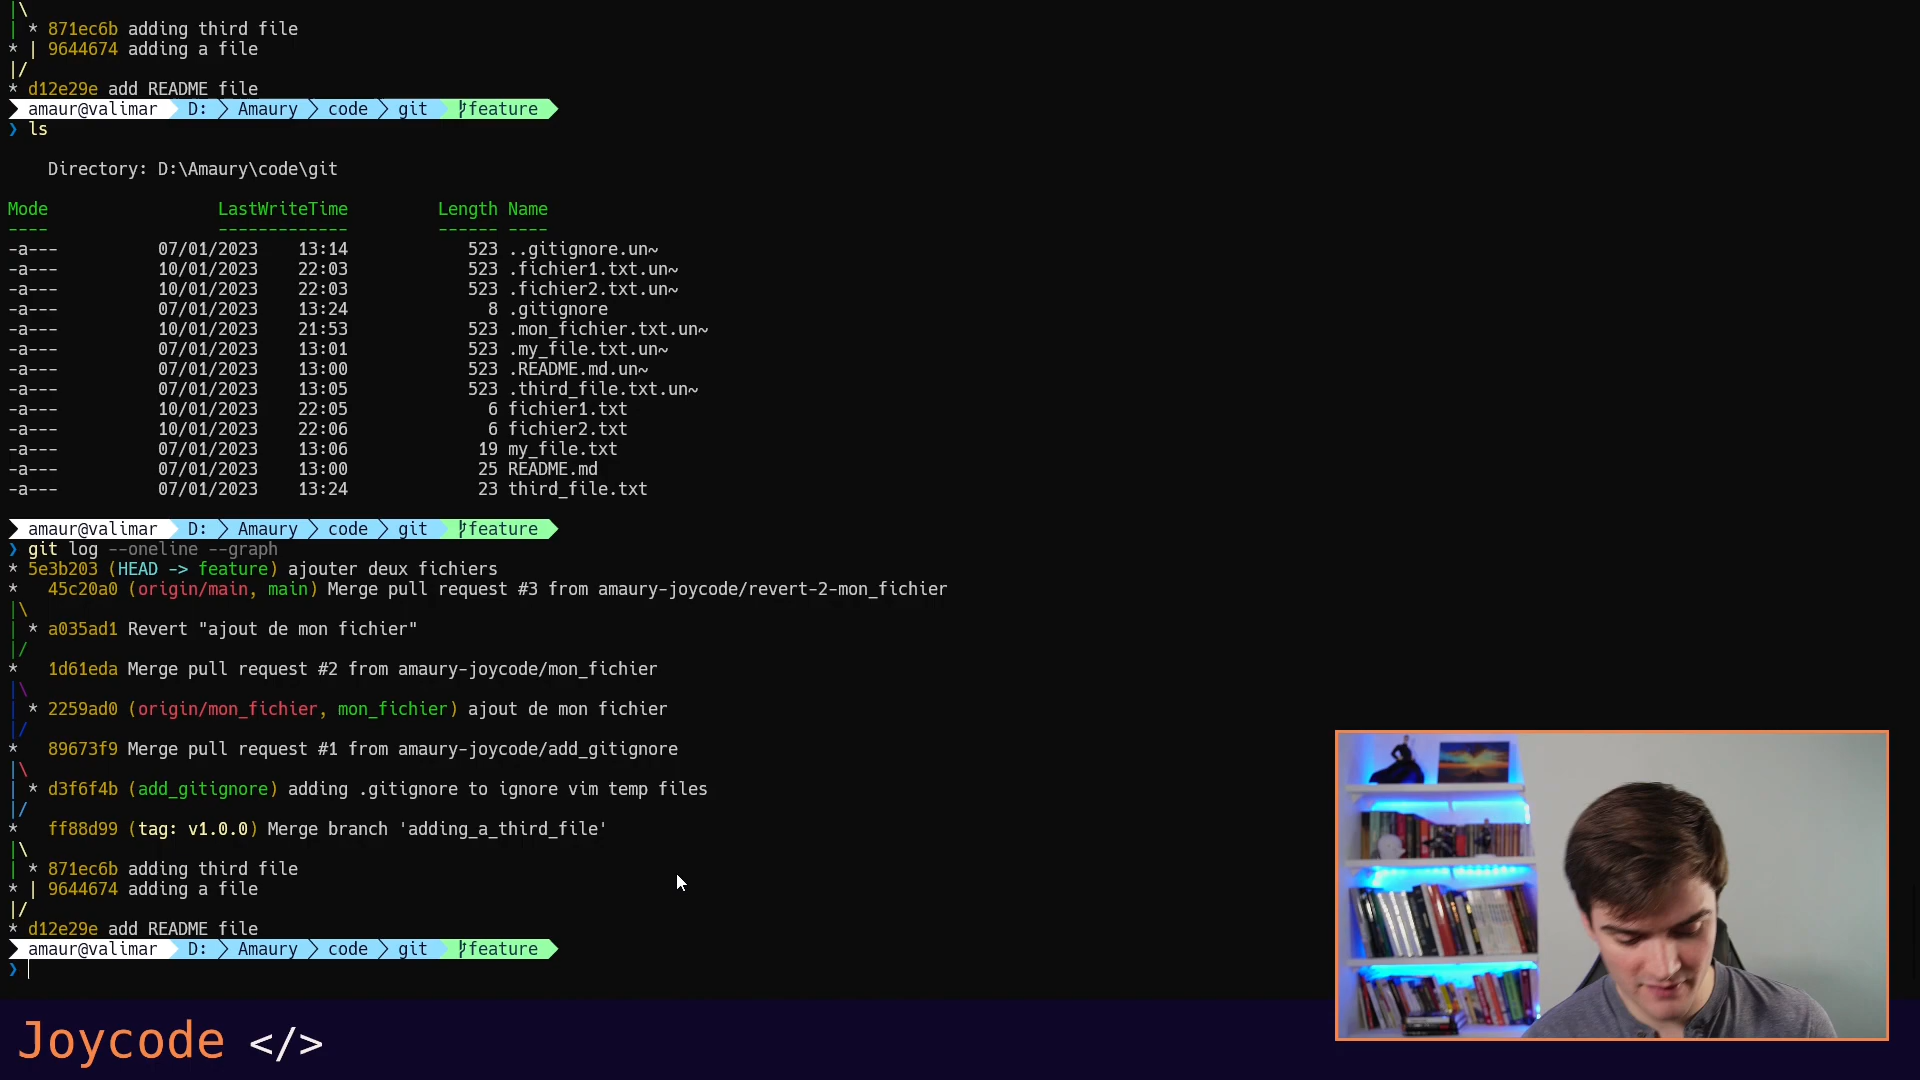 |\
| * 871ec6b adding third file
* | 9644674 adding a file
|/
* d12e29e add README file
amaur@valimar D: Amaury code git feature
❯ ls
Directory: D:\Amaury\code\git
Mode LastWriteTime Length Name
---- ------------- ------ ----
-a--- 07/01/2023 13:14 523 ..gitignore.un~
-a--- 10/01/2023 22:03 523 .fichier1.txt.un~
-a--- 10/01/2023 22:03 523 .fichier2.txt.un~
-a--- 07/01/2023 13:24 8 .gitignore
-a--- 10/01/2023 21:53 523 .mon_fichier.txt.un~
-a--- 07/01/2023 13:01 523 .my_file.txt.un~
-a--- 07/01/2023 13:00 523 .README.md.un~
-a--- 07/01/2023 13:05 523 .third_file.txt.un~
-a--- 10/01/2023 22:05 6 fichier1.txt
-a--- 10/01/2023 22:06 6 fichier2.txt
-a--- 07/01/2023 13:06 19 my_file.txt
-a--- 07/01/2023 13:00 25 README.md
-a--- 07/01/2023 13:24 23 third_file.txt
amaur@valimar D: Amaury code git feature
❯ git log --oneline --graph
* 5e3b203 (HEAD -> feature) ajouter deux fichiers
* 45c20a0 (origin/main, main) Merge pull request #3 from amaury-joycode/revert-2-mon_fichier
|\
| * a035ad1 Revert "ajout de mon fichier"
|/
* 1d61eda Merge pull request #2 from amaury-joycode/mon_fichier
|\
| * 2259ad0 (origin/mon_fichier, mon_fichier) ajout de mon fichier
|/
* 89673f9 Merge pull request #1 from amaury-joycode/add_gitignore
|\
| * d3f6f4b (add_gitignore) adding .gitignore to ignore vim temp files
|/
* ff88d99 (tag: v1.0.0) Merge branch 'adding_a_third_file'
|\
| * 871ec6b adding third file
* | 9644674 adding a file
|/
* d12e29e add README file
amaur@valimar D: Amaury code git feature
❯
Joycode </>